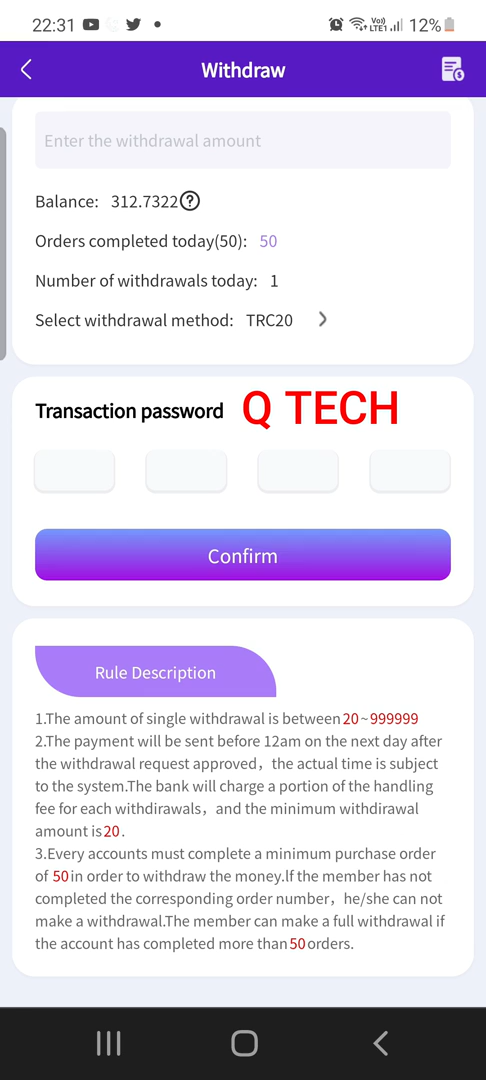 22:31 Vo)) LTE1 12%
Withdraw
Enter the withdrawal amount
Balance: 312.7322?
Orders completed today(50): 50
Number of withdrawals today: 1
Select withdrawal method: TRC20
Transaction password Q TECH
Confirm
Rule Description
1.The amount of single withdrawal is between 20~999999
2.The payment will be sent before 12am on the next day after
the withdrawal request approved，the actual time is subject
to the system.The bank will charge a portion of the handling
fee for each withdirawals，and the minimum withdirawal
amount is 20.
3.Every accounts must complete a minimum purchase order
of 50 in order to withdraw the money.lf the member has not
completed the corresponding order number，he/she can not
make a withdrawal.The member can make a full withdrawal if
the account has completed more than 50 orders.